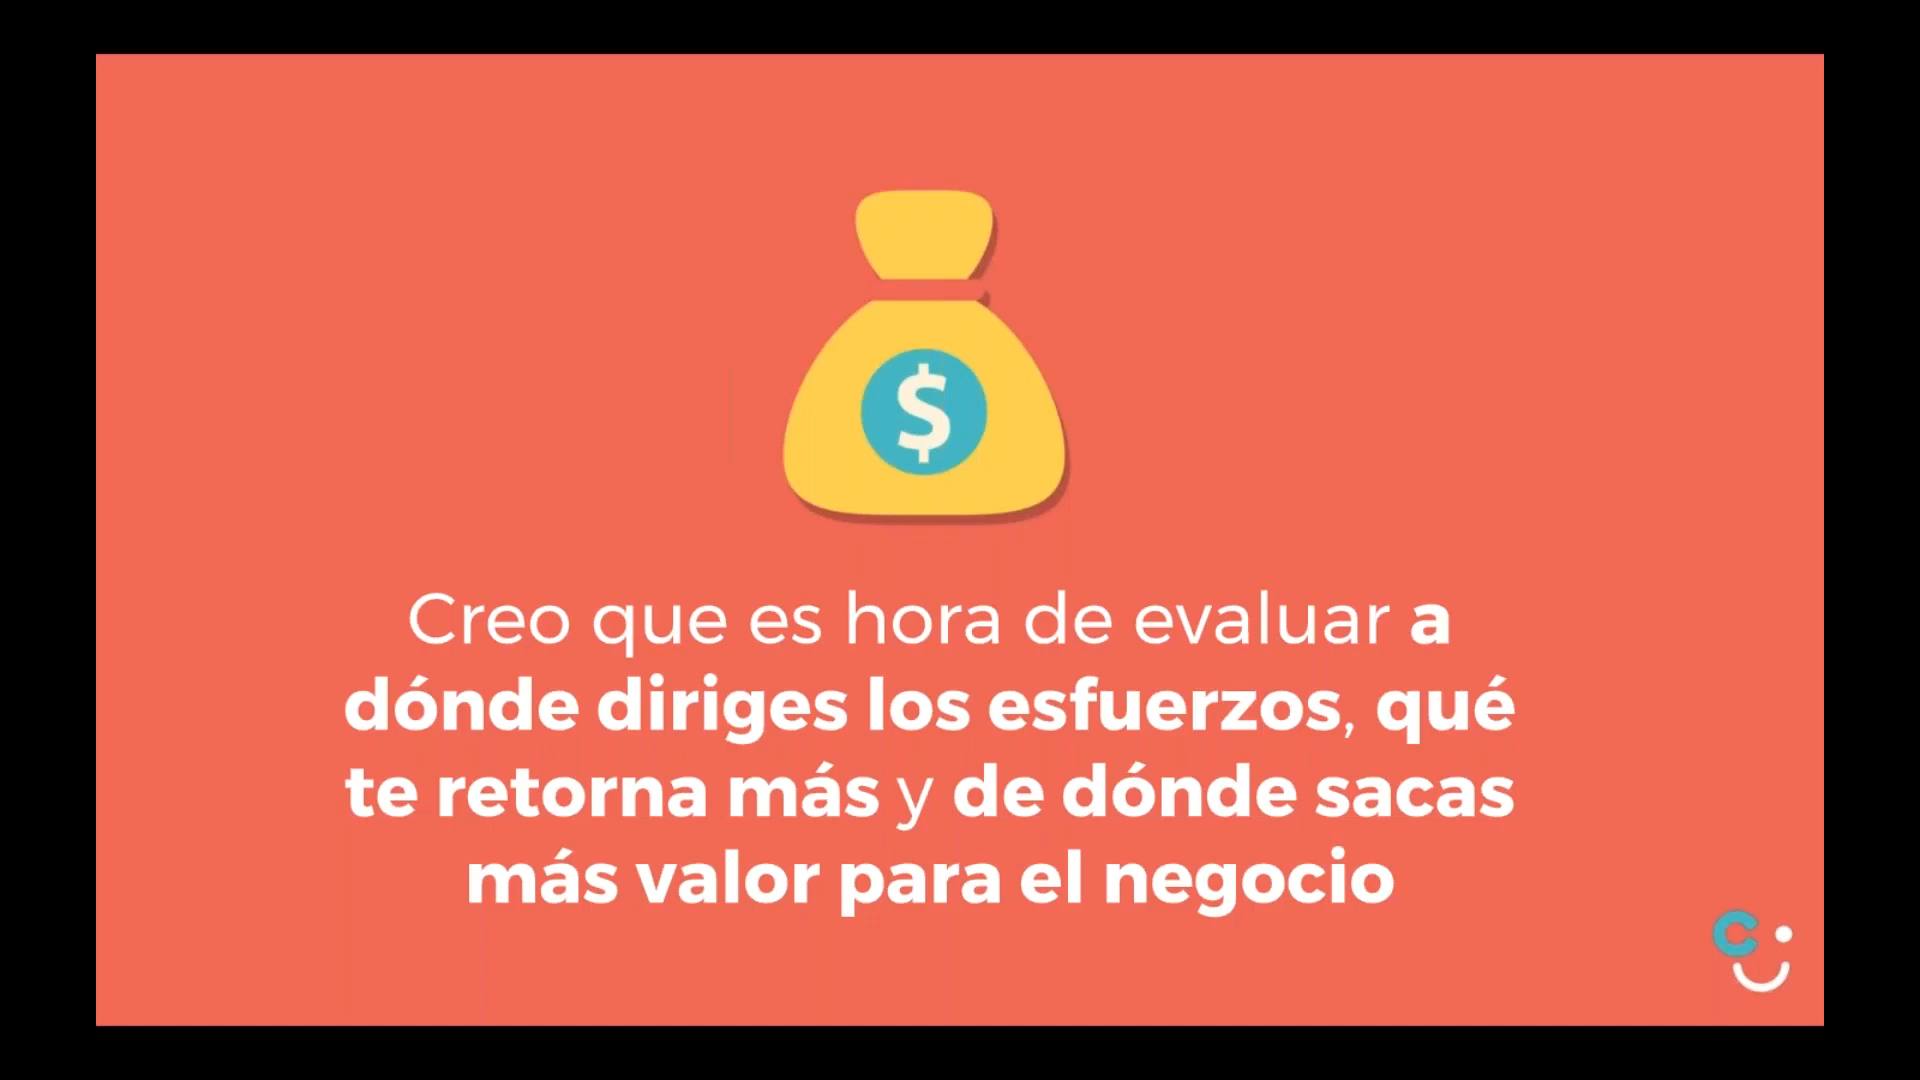 $
Creo que es hora de evaluar a
dónde diriges los esfuerzos, qué
te retorna más y de dónde sacas
más valor para el negocio
c